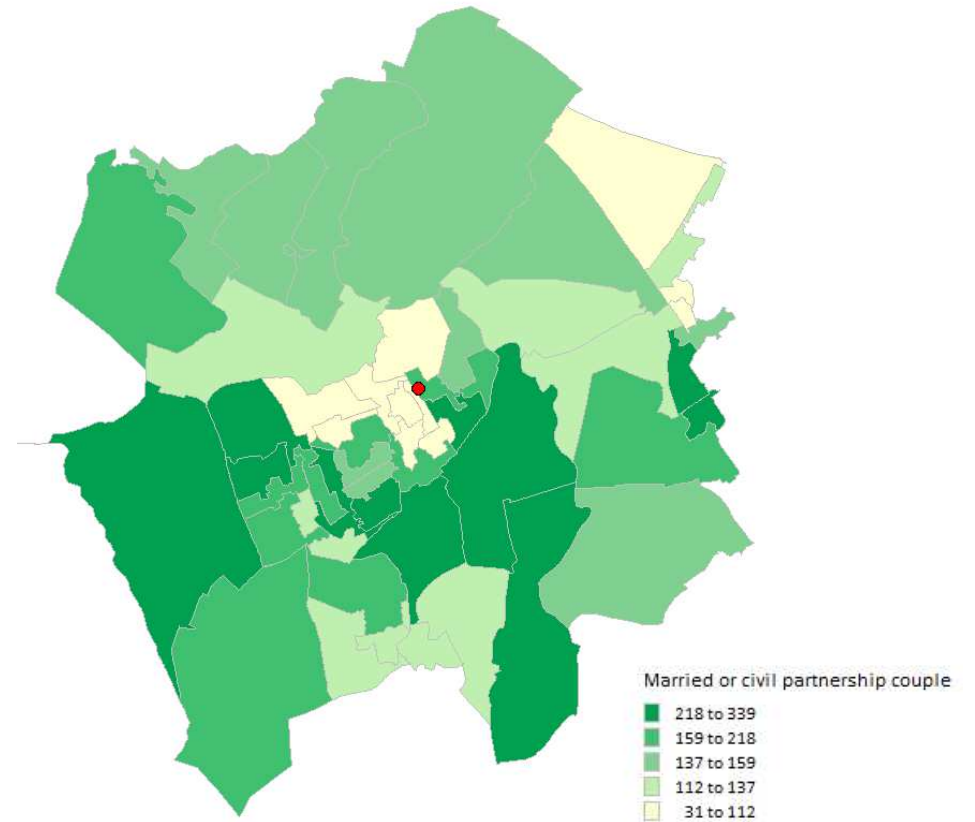 Married or civil partnership couple
218 to 339
159 to 218
137 to 159
112 to 137
31 to 112